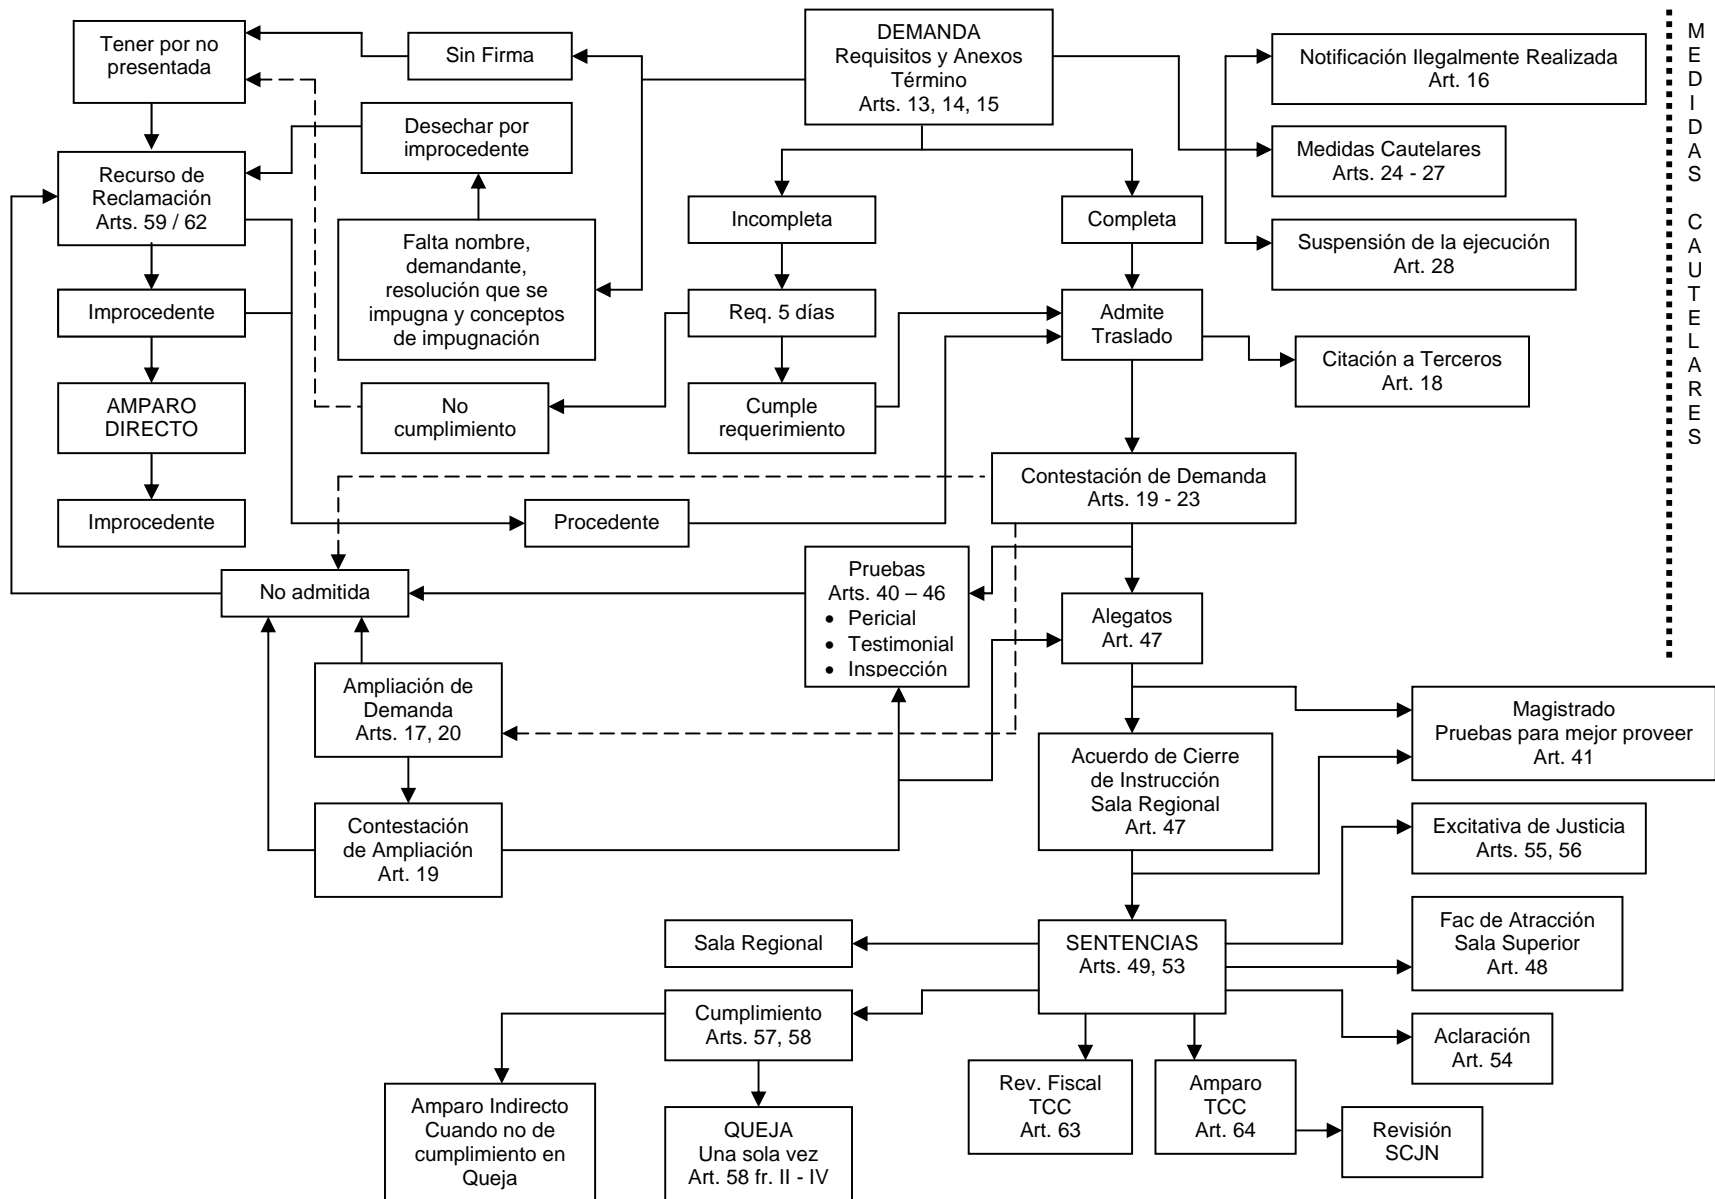 Tener por no
presentada
Sin Firma
DEMANDA
Requisitos y Anexos
Término
Arts. 13, 14, 15
Notificación Ilegalmente Realizada
Art. 16
Desechar por
improcedente
Medidas Cautelares
Arts. 24 - 27
Recurso de
Reclamación
Arts. 59 / 62
Incompleta
Completa
Falta nombre,
demandante,
resolución que se
impugna y conceptos
de impugnación
Suspensión de la ejecución
Art. 28
Improcedente
Req. 5 días
Admite
Traslado
Citación a Terceros
Art. 18
AMPARO
DIRECTO
No
cumplimiento
Cumple
requerimiento
Contestación de Demanda
Arts. 19 - 23
Improcedente
Procedente
No admitida
Pruebas
Arts. 40 – 46
• Pericial
• Testimonial
• Inspección
Alegatos
Art. 47
Ampliación de
Demanda
Arts. 17, 20
Magistrado
Pruebas para mejor proveer
Art. 41
Acuerdo de Cierre
de Instrucción
Sala Regional
Art. 47
Contestación
de Ampliación
Art. 19
Excitativa de Justicia
Arts. 55, 56
Sala Regional
SENTENCIAS
Arts. 49, 53
Fac de Atracción
Sala Superior
Art. 48
Cumplimiento
Arts. 57, 58
Aclaración
Art. 54
Rev. Fiscal
TCC
Art. 63
Amparo
TCC
Art. 64
Amparo Indirecto
Cuando no de
cumplimiento en
Queja
QUEJA
Una sola vez
Art. 58 fr. II - IV
Revisión
SCJN
MEDIDAS CAUTELARES